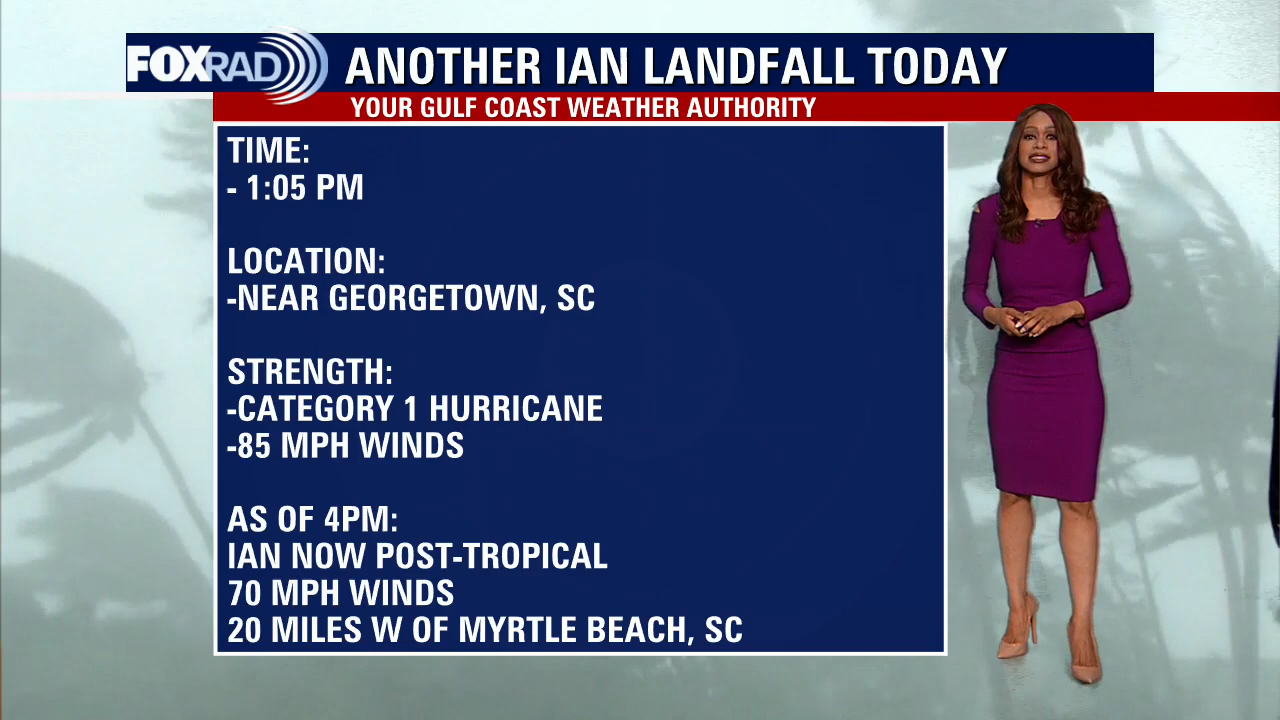 FOXRAD ANOTHER IAN LANDFALL TODAY
YOUR GULF COAST WEATHER AUTHORITY
TIME:
- 1:05 PM
LOCATION:
-NEAR GEORGETOWN, SC
STRENGTH:
-CATEGORY 1 HURRICANE
-85 MPH WINDS
AS OF 4PM:
IAN NOW POST-TROPICAL
70 MPH WINDS
20 MILES W OF MYRTLE BEACH, SC